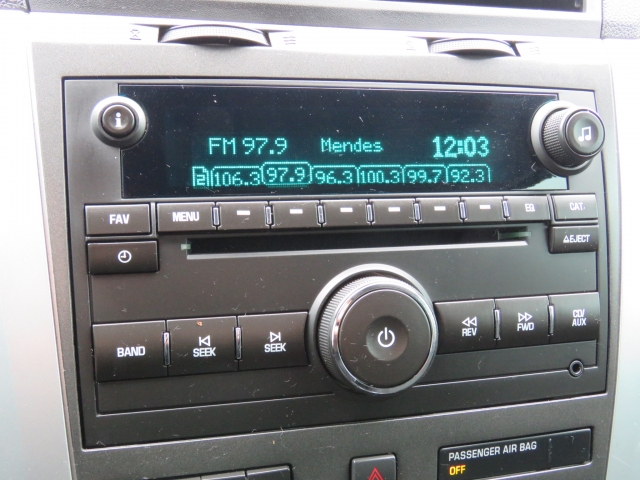 FM 97.9 Mendes 12:03
2 106.3 97.9 96.3 100.3 99.7 92.3
FAV MENU EQ CAT
EJECT
BAND SEEK SEEK REV FWD CD/AUX
PASSENGER AIR BAG
OFF